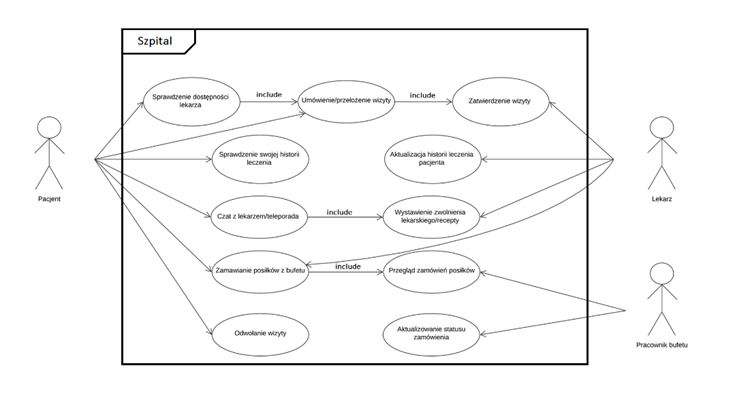 Szpital
Sprawdzenie dostępności
lekarza
include
Umówienie/przełożenie wizyty
include
Zatwierdzenie wizyty
Sprawdzenie swojej historii
leczenia
Aktualizacja historii leczenia
pacjenta
Pacjent
Lekarz
Czat z lekarzem/teleporada
include
Wystawienie zwolnienia
lekarskiego/recepty
Zamawianie posiłków z bufetu
include
Przegląd zamówień posiłków
Odwołanie wizyty
Aktualizowanie statusu
zamówienia
Pracownik bufetu